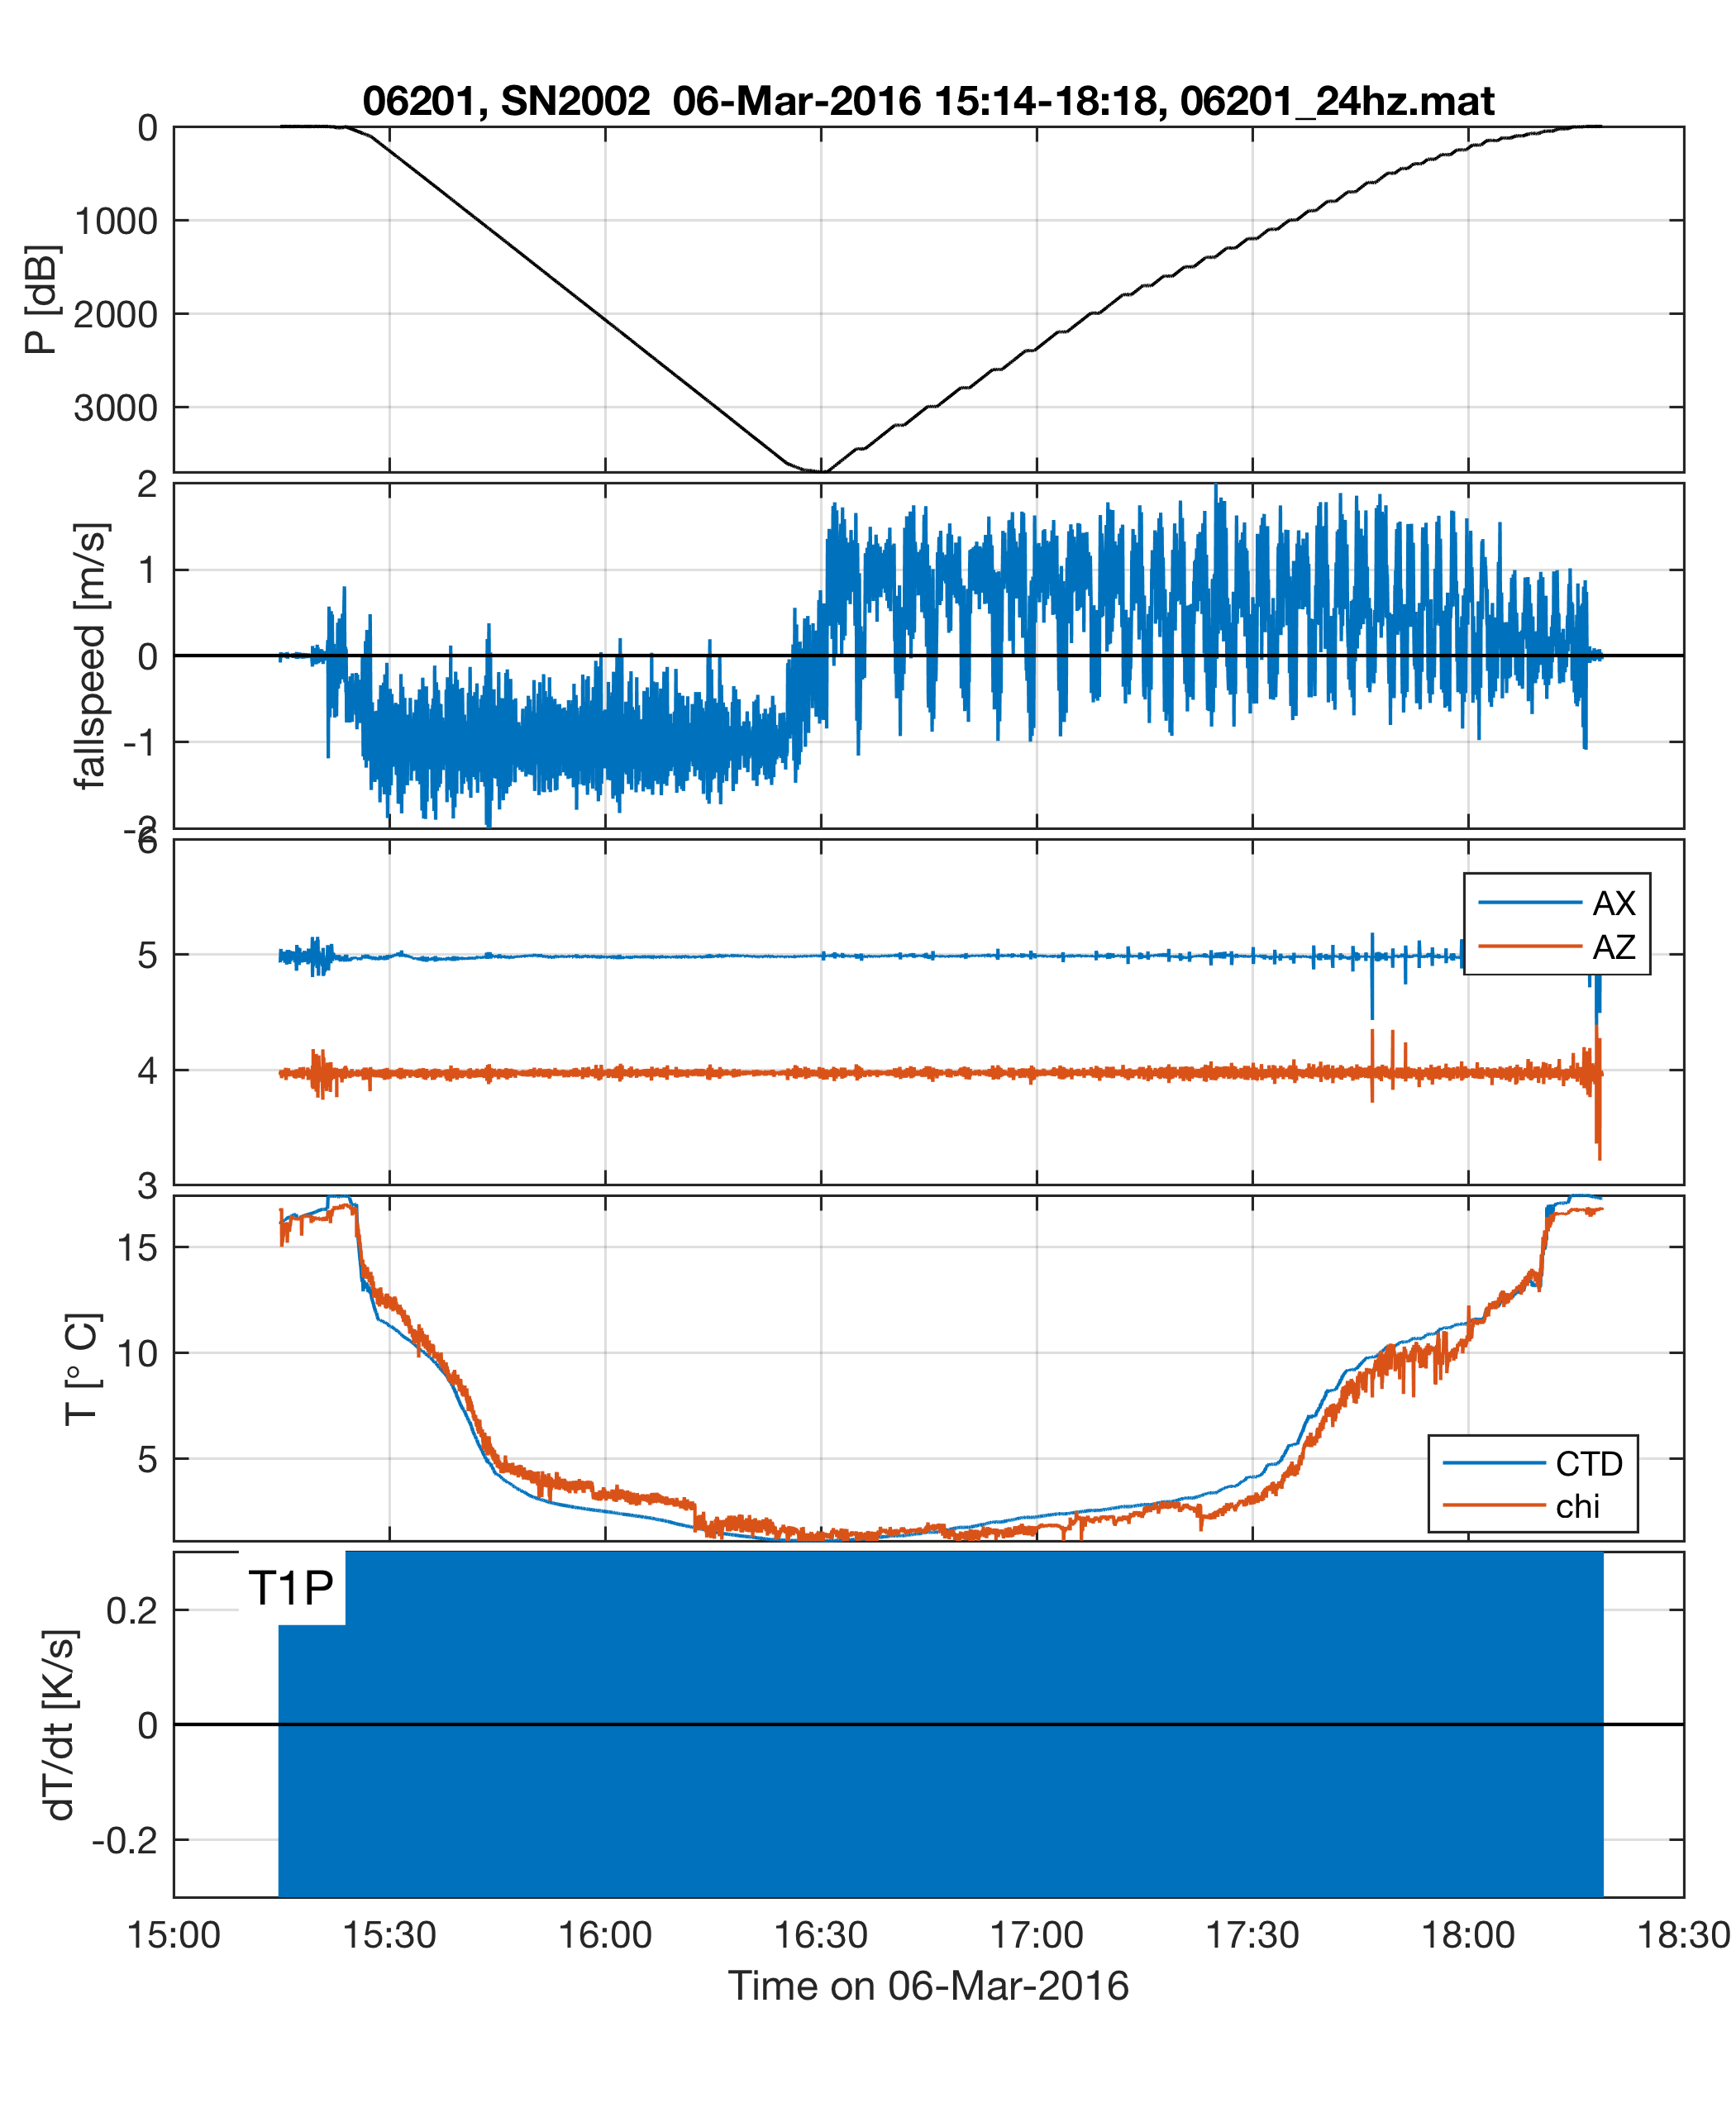 06201, SN2002  06-Mar-2016 15:14-18:18, 06201_24hz.mat
0
1000
2000
3000
P [dB]
2
1
0
-1
-2
fallspeed [m/s]
6
5
4
3
AX
AZ
15
10
5
T [° C]
CTD
chi
T1P
0.2
0
-0.2
dT/dt [K/s]
15:00 15:30 16:00 16:30 17:00 17:30 18:00 18:30
Time on 06-Mar-2016